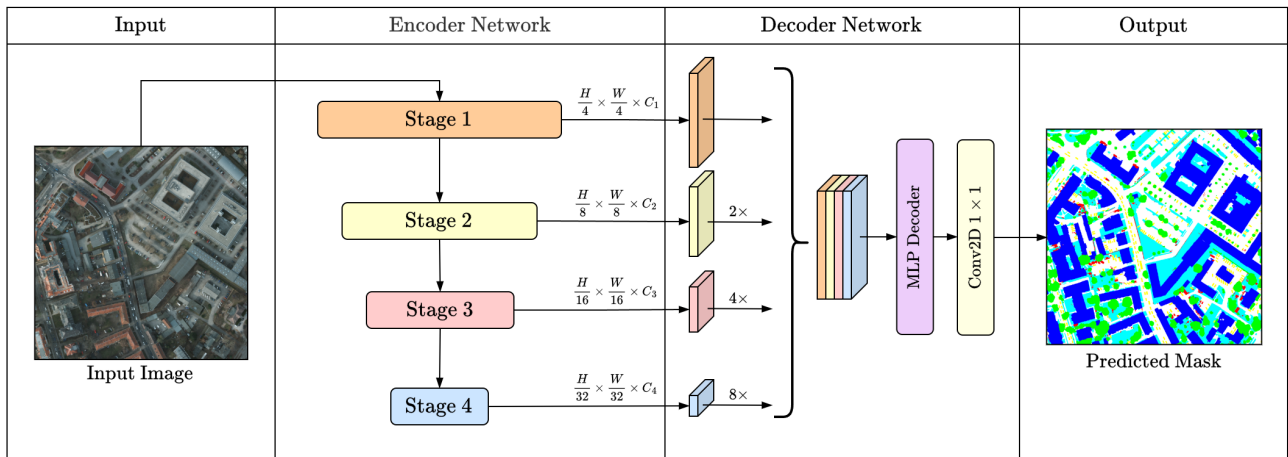 Input
Encoder Network
Decoder Network
Output
Input Image
Stage 1
H/4 × W/4 × C₁
Stage 2
H/8 × W/8 × C₂
2×
Stage 3
H/16 × W/16 × C₃
4×
Stage 4
H/32 × W/32 × C₄
8×
MLP Decoder
Conv2D 1 × 1
Predicted Mask